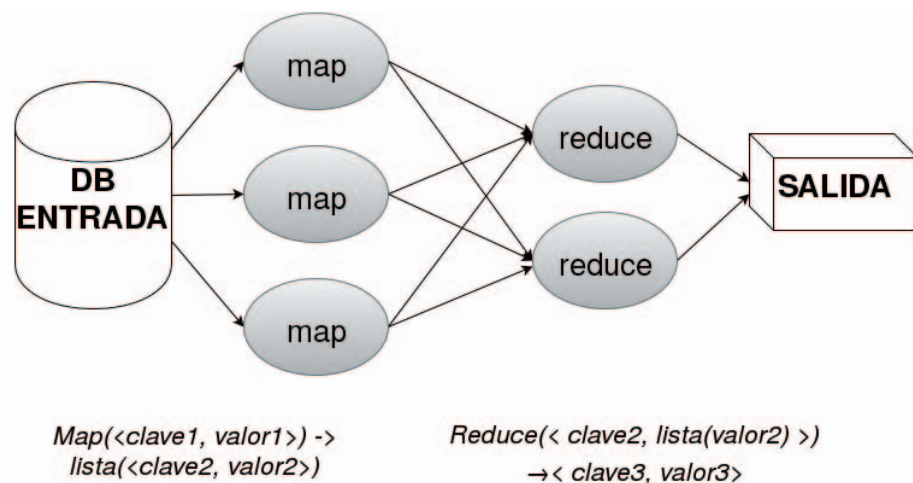 map
map
map
reduce
reduce
DB
ENTRADA
SALIDA
Map(<clave1, valor1>) ->
lista(<clave2, valor2>)
Reduce(< clave2, lista(valor2) >)
→< clave3, valor3>